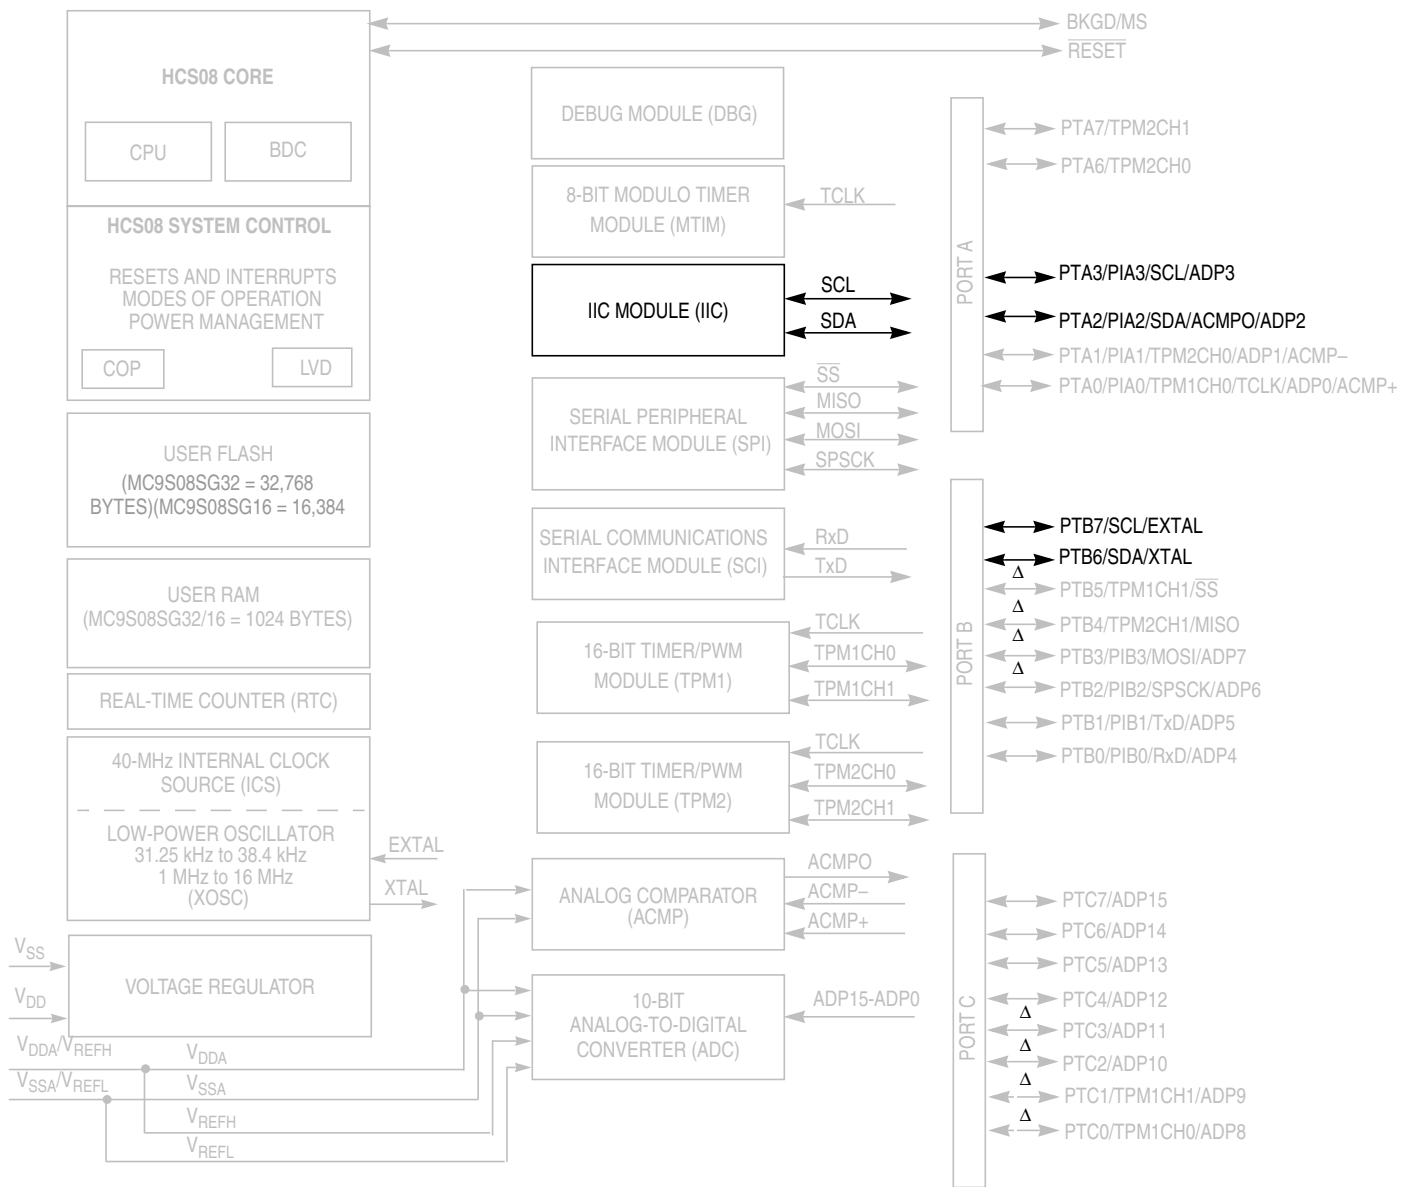 BKGD/MS
RESET
HCS08 CORE
CPU
BDC
HCS08 SYSTEM CONTROL
RESETS AND INTERRUPTS
MODES OF OPERATION
POWER MANAGEMENT
COP
LVD
USER FLASH
(MC9S08SG32 = 32,768
BYTES)(MC9S08SG16 = 16,384
USER RAM
(MC9S08SG32/16 = 1024 BYTES)
REAL-TIME COUNTER (RTC)
40-MHz INTERNAL CLOCK
SOURCE (ICS)
LOW-POWER OSCILLATOR
31.25 kHz to 38.4 kHz
1 MHz to 16 MHz
(XOSC)
EXTAL
XTAL
VSS
VDD
VOLTAGE REGULATOR
VDDA/VREFH
VSSA/VREFL
VDDA
VSSA
VREFH
VREFL
DEBUG MODULE (DBG)
8-BIT MODULO TIMER
MODULE (MTIM)
TCLK
IIC MODULE (IIC)
SCL
SDA
SERIAL PERIPHERAL
INTERFACE MODULE (SPI)
SS
MISO
MOSI
SPSCK
SERIAL COMMUNICATIONS
INTERFACE MODULE (SCI)
RxD
TxD
16-BIT TIMER/PWM
MODULE (TPM1)
TCLK
TPM1CH0
TPM1CH1
16-BIT TIMER/PWM
MODULE (TPM2)
TCLK
TPM2CH0
TPM2CH1
ANALOG COMPARATOR
(ACMP)
ACMPO
ACMP–
ACMP+
10-BIT
ANALOG-TO-DIGITAL
CONVERTER (ADC)
ADP15-ADP0
PORT A
PTA7/TPM2CH1
PTA6/TPM2CH0
PTA3/PIA3/SCL/ADP3
PTA2/PIA2/SDA/ACMPO/ADP2
PTA1/PIA1/TPM2CH0/ADP1/ACMP–
PTA0/PIA0/TPM1CH0/TCLK/ADP0/ACMP+
PORT B
PTB7/SCL/EXTAL
PTB6/SDA/XTAL
Δ
PTB5/TPM1CH1/SS
Δ
PTB4/TPM2CH1/MISO
Δ
PTB3/PIB3/MOSI/ADP7
Δ
PTB2/PIB2/SPSCK/ADP6
PTB1/PIB1/TxD/ADP5
PTB0/PIB0/RxD/ADP4
PORT C
PTC7/ADP15
PTC6/ADP14
PTC5/ADP13
PTC4/ADP12
Δ
PTC3/ADP11
Δ
PTC2/ADP10
Δ
PTC1/TPM1CH1/ADP9
Δ
PTC0/TPM1CH0/ADP8